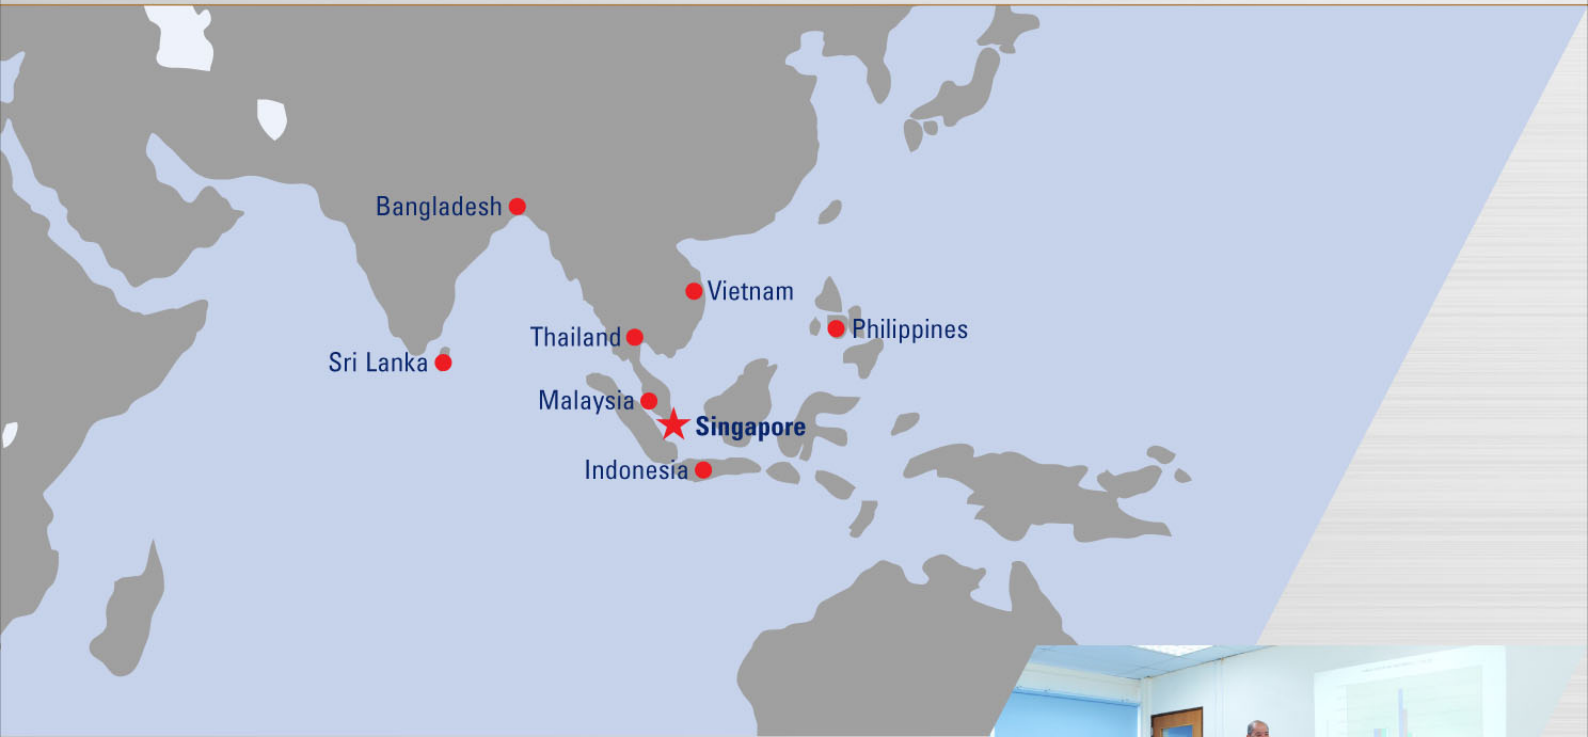 Bangladesh
Vietnam
Thailand
Philippines
Sri Lanka
Malaysia
Singapore
Indonesia